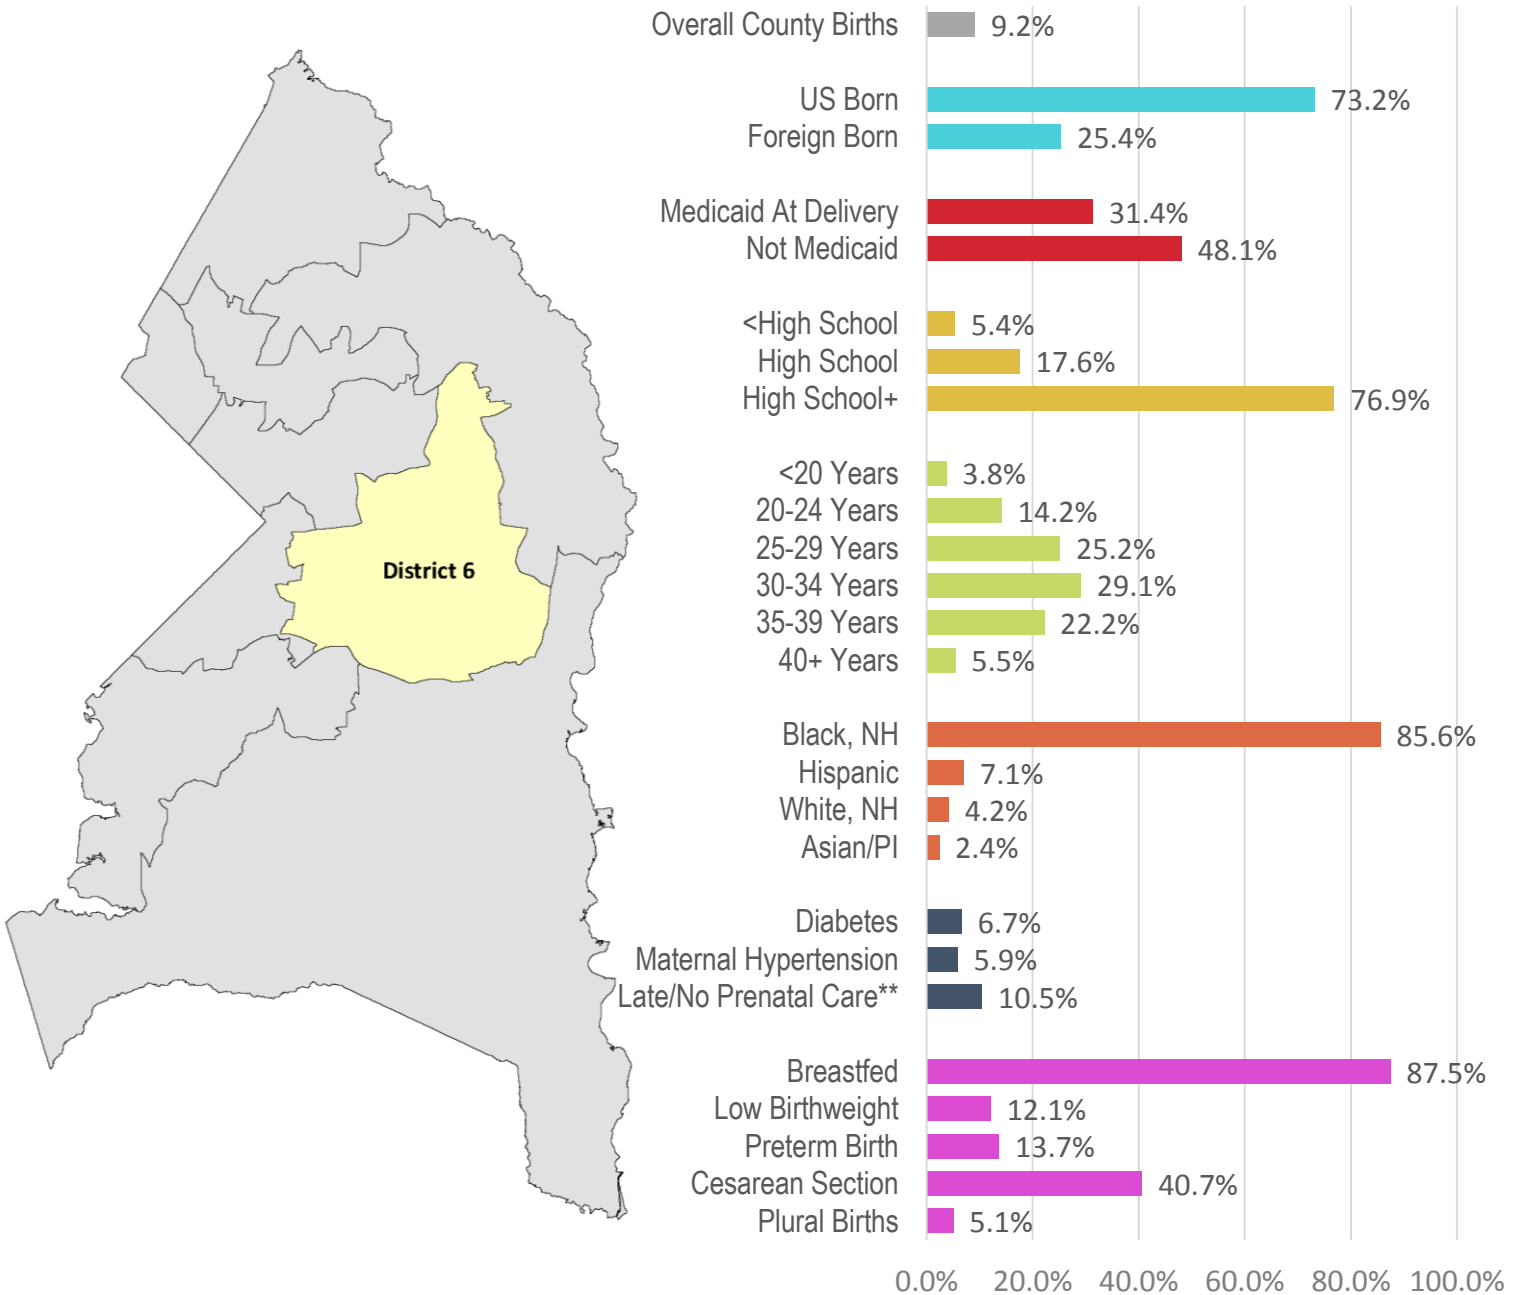 Overall County Births 9.2%
US Born 73.2%
Foreign Born 25.4%
Medicaid At Delivery 31.4%
Not Medicaid 48.1%
<High School 5.4%
High School 17.6%
High School+ 76.9%
<20 Years 3.8%
20-24 Years 14.2%
25-29 Years 25.2%
30-34 Years 29.1%
35-39 Years 22.2%
40+ Years 5.5%
Black, NH 85.6%
Hispanic 7.1%
White, NH 4.2%
Asian/PI 2.4%
Diabetes 6.7%
Maternal Hypertension 5.9%
Late/No Prenatal Care** 10.5%
Breastfed 87.5%
Low Birthweight 12.1%
Preterm Birth 13.7%
Cesarean Section 40.7%
Plural Births 5.1%
0.0% 20.0% 40.0% 60.0% 80.0% 100.0%
District 6